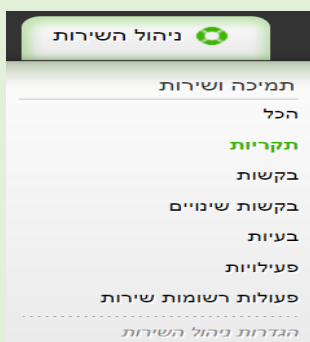 ניהול השירות
תמיכה ושירות
הכל
תקריות
בקשות
בקשות שינויים
בעיות
פעילויות
פעולות רשומות שירות
הגדרות ניהול השירות